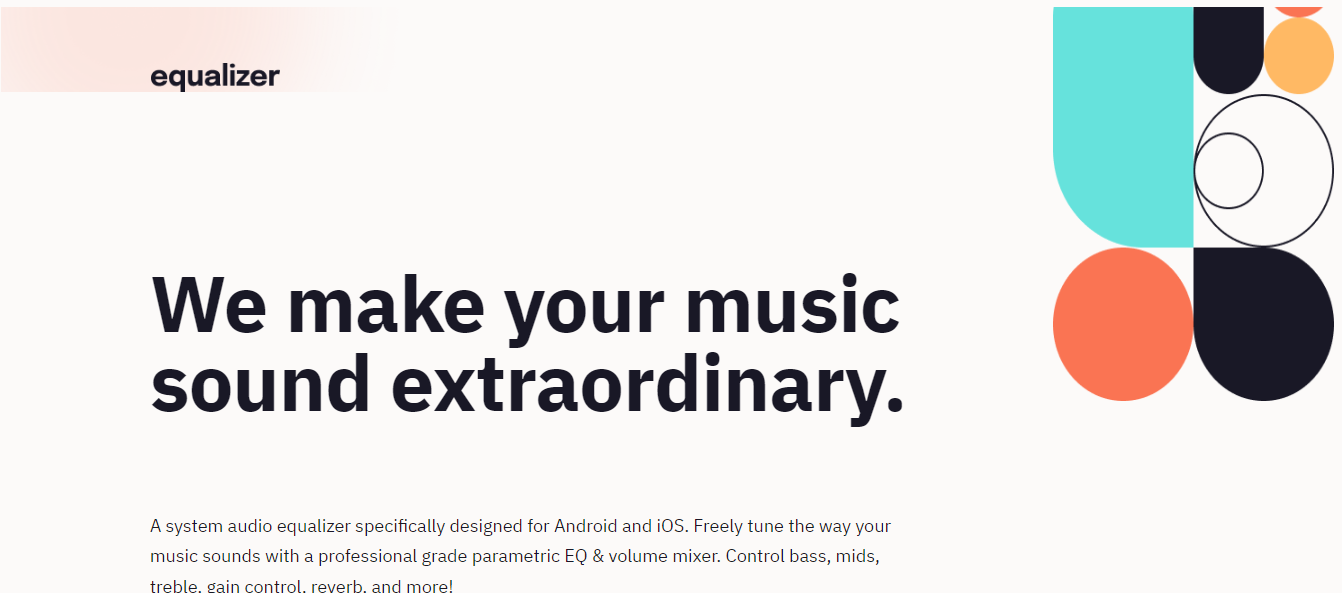 equalizer
We make your music
sound extraordinary.
A system audio equalizer specifically designed for Android and iOS. Freely tune the way your
music sounds with a professional grade parametric EQ & volume mixer. Control bass, mids,
treble, gain control, reverb, and more!